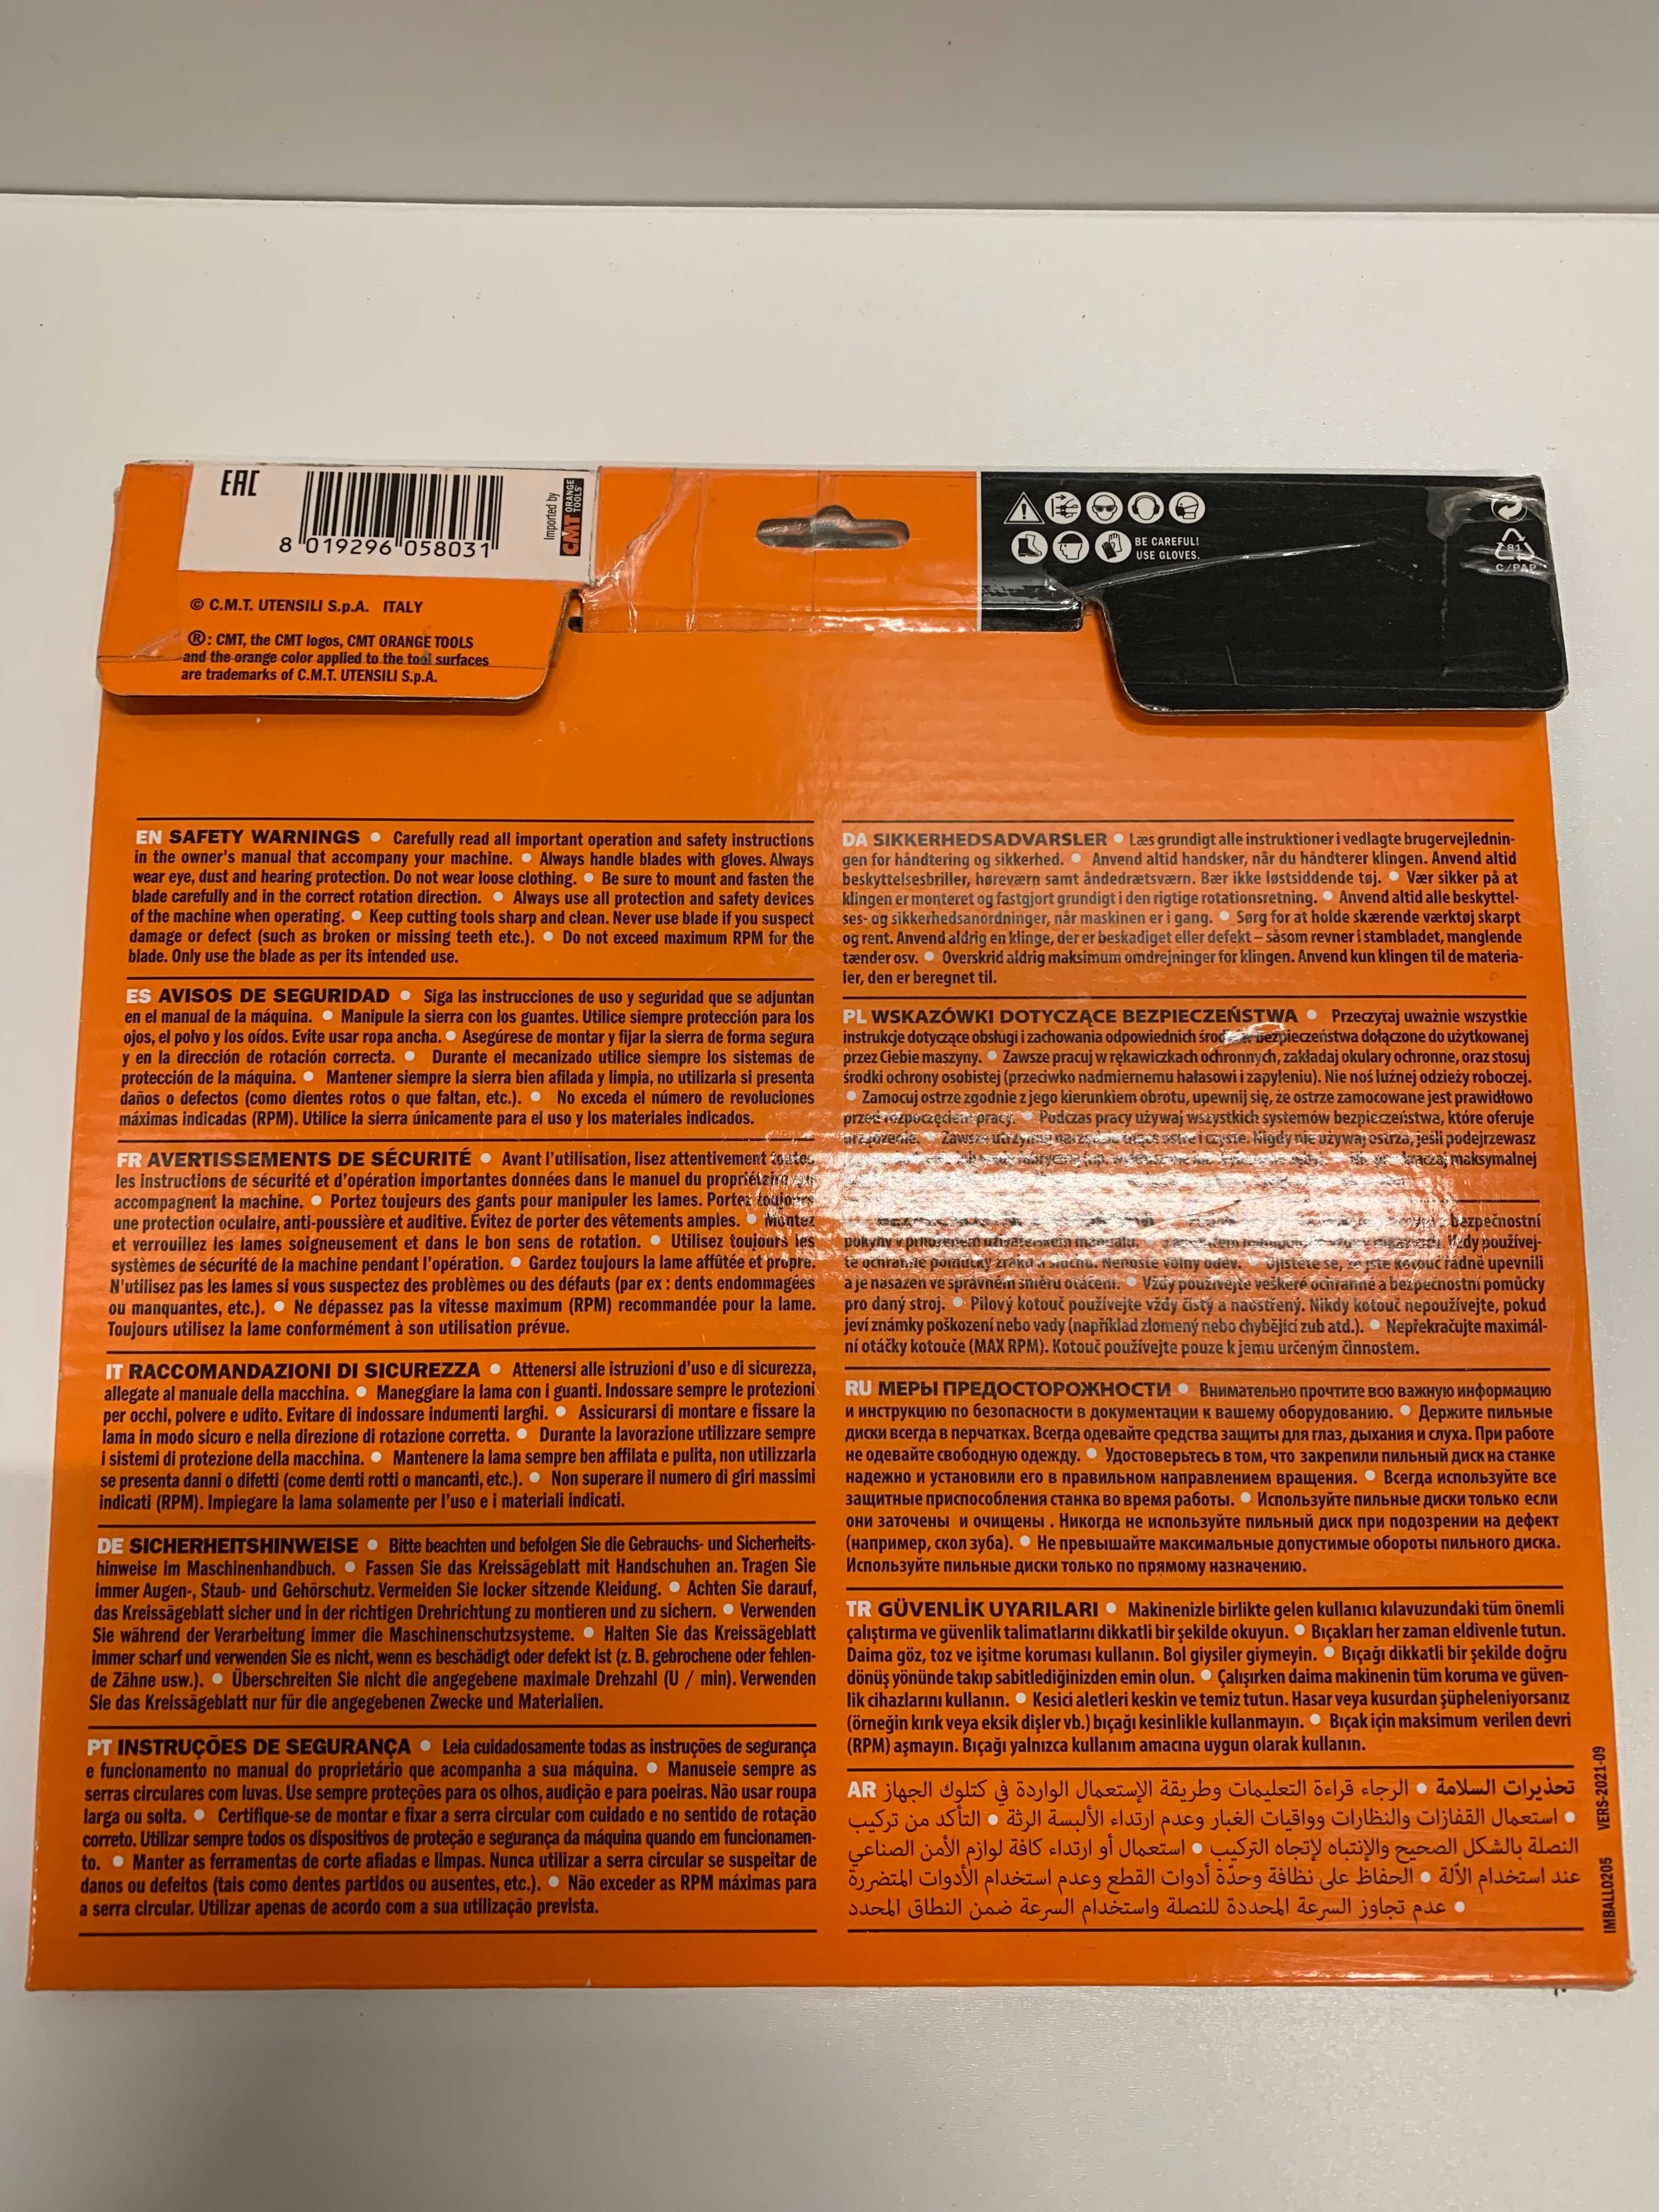 EAC
8 019296 058031
Imported by
CMT ORANGE TOOLS
© C.M.T. UTENSILI S.p.A. ITALY
®: CMT, the CMT logos, CMT ORANGE TOOLS
and the orange color applied to the tool surfaces
are trademarks of C.M.T. UTENSILI S.p.A.
BE CAREFUL!
USE GLOVES.
81
C/PAP
EN SAFETY WARNINGS ● Carefully read all important operation and safety instructions
in the owner's manual that accompany your machine. ● Always handle blades with gloves. Always
wear eye, dust and hearing protection. Do not wear loose clothing. ● Be sure to mount and fasten the
blade carefully and in the correct rotation direction. ● Always use all protection and safety devices
of the machine when operating. ● Keep cutting tools sharp and clean. Never use blade if you suspect
damage or defect (such as broken or missing teeth etc.). ● Do not exceed maximum RPM for the
blade. Only use the blade as per its intended use.
ES AVISOS DE SEGURIDAD ● Siga las instrucciones de uso y seguridad que se adjuntan
en el manual de la máquina. ● Manipule la sierra con los guantes. Utilice siempre protección para los
ojos, el polvo y los oídos. Evite usar ropa ancha. ● Asegúrese de montar y fijar la sierra de forma segura
y en la dirección de rotación correcta. ● Durante el mecanizado utilice siempre los sistemas de
protección de la máquina. ● Mantener siempre la sierra bien afilada y limpia, no utilizarla si presenta
daños o defectos (como dientes rotos o que faltan, etc.). ● No exceda el número de revoluciones
máximas indicadas (RPM). Utilice la sierra únicamente para el uso y los materiales indicados.
FR AVERTISSEMENTS DE SÉCURITÉ ● Avant l'utilisation, lisez attentivement toutes
les instructions de sécurité et d'opération importantes données dans le manuel du propriétaire qui
accompagnent la machine. ● Portez toujours des gants pour manipuler les lames. Portez toujours
une protection oculaire, anti-poussière et auditive. Évitez de porter des vêtements amples. ● Montez
et verrouillez les lames soigneusement et dans le bon sens de rotation. ● Utilisez toujours les
systèmes de sécurité de la machine pendant l'opération. ● Gardez toujours la lame affûtée et propre.
N'utilisez pas les lames si vous suspectez des problèmes ou des défauts (par ex : dents endommagées
ou manquantes, etc.). ● Ne dépassez pas la vitesse maximum (RPM) recommandée pour la lame.
Toujours utilisez la lame conformément à son utilisation prévue.
IT RACCOMANDAZIONI DI SICUREZZA ● Attenersi alle istruzioni d'uso e di sicurezza,
allegate al manuale della macchina. ● Maneggiare la lama con i guanti. Indossare sempre le protezioni
per occhi, polvere e udito. Evitare di indossare indumenti larghi. ● Assicurarsi di montare e fissare la
lama in modo sicuro e nella direzione di rotazione corretta. ● Durante la lavorazione utilizzare sempre
i sistemi di protezione della macchina. ● Mantenere la lama sempre ben affilata e pulita, non utilizzarla
se presenta danni o difetti (come denti rotti o mancanti, etc.). ● Non superare il numero di giri massimi
indicati (RPM). Impiegare la lama solamente per l'uso e i materiali indicati.
DE SICHERHEITSHINWEISE ● Bitte beachten und befolgen Sie die Gebrauchs- und Sicherheits-
hinweise im Maschinenhandbuch. ● Fassen Sie das Kreissägeblatt mit Handschuhen an. Tragen Sie
immer Augen-, Staub- und Gehörschutz. Vermeiden Sie locker sitzende Kleidung. ● Achten Sie darauf,
das Kreissägeblatt sicher und in der richtigen Drehrichtung zu montieren und zu sichern. ● Verwenden
Sie während der Verarbeitung immer die Maschinenschutzsysteme. ● Halten Sie das Kreissägeblatt
immer scharf und verwenden Sie es nicht, wenn es beschädigt oder defekt ist (z. B. gebrochene oder fehlen-
de Zähne usw.). ● Überschreiten Sie nicht die angegebene maximale Drehzahl (U / min). Verwenden
Sie das Kreissägeblatt nur für die angegebenen Zwecke und Materialien.
PT INSTRUÇÕES DE SEGURANÇA ● Leia cuidadosamente todas as instruções de segurança
e funcionamento no manual do proprietário que acompanha a sua máquina. ● Manuseie sempre as
serras circulares com luvas. Use sempre proteções para os olhos, audição e para poeiras. Não usar roupa
larga ou solta. ● Certifique-se de montar e fixar a serra circular com cuidado e no sentido de rotação
correto. Utilizar sempre todos os dispositivos de proteção e segurança da máquina quando em funcionamen-
to. ● Manter as ferramentas de corte afiadas e limpas. Nunca utilizar a serra circular se suspeitar de
danos ou defeitos (tais como dentes partidos ou ausentes, etc.). ● Não exceder as RPM máximas para
a serra circular. Utilizar apenas de acordo com a sua utilização prevista.
DA SIKKERHEDSADVARSLER ● Læs grundigt alle instruktioner i vedlagte brugervejlednin-
gen for håndtering og sikkerhed. ● Anvend altid handsker, når du håndterer klingen. Anvend altid
beskyttelsesbriller, høreværn samt åndedrætsværn. Bær ikke løstsiddende tøj. ● Vær sikker på at
klingen er monteret og fastgjort grundigt i den rigtige rotationsretning. ● Anvend altid alle beskyttel-
ses- og sikkerhedsanordninger, når maskinen er i gang. ● Sørg for at holde skærende værktøj skarpt
og rent. Anvend aldrig en klinge, der er beskadiget eller defekt – såsom revner i stambladet, manglende
tænder osv. ● Overskrid aldrig maksimum omdrejninger for klingen. Anvend kun klingen til de materia-
ler, den er beregnet til.
PL WSKAZÓWKI DOTYCZĄCE BEZPIECZEŃSTWA ● Przeczytaj uważnie wszystkie
instrukcje dotyczące obsługi i zachowania odpowiednich bezpieczeństwa dołączone do użytkowanej
przez Ciebie maszyny. ● Zawsze pracuj w rękawiczkach ochronnych, zakładaj okulary ochronne, oraz stosuj
środki ochrony osobistej (przeciwko nadmiernemu hałasowi i zapyleniu). Nie noś luźnej odzieży roboczej.
● Zamocuj ostrze zgodnie z jego kierunkiem obrotu, upewnij się, że ostrze zamocowane jest prawidłowo
przed rozpoczęciem pracy. ● Podczas pracy używaj wszystkich systemów bezpieczeństwa, które oferuje
urządzenie. ● Zawsze ostre i czyste. Nigdy nie używaj ostrza, jeśli podejrzewasz
maksymalnej
bezpečnostní
pokyny v přiloženém uživatelském manuálu. Vždy používej-
te ochranné pomůcky zraku a sluchu. Nenoste volný oděv. ● Ujistěte se, že jste kotouč řádně upevnili
a je nasazen ve správném směru otáčení. ● Vždy používejte veškeré ochranné a bezpečnostní pomůcky
pro daný stroj. ● Pilový kotouč používejte vždy čistý a naostřený. Nikdy kotouč nepoužívejte, pokud
jeví známky poškození nebo vady (například zlomený nebo chybějící zub atd.). ● Nepřekračujte maximál-
ní otáčky kotouče (MAX RPM). Kotouč používejte pouze k jemu určeným činnostem.
RU МЕРЫ ПРЕДОСТОРОЖНОСТИ ● Внимательно прочтите всю важную информацию
и инструкцию по безопасности в документации к вашему оборудованию. ● Держите пильные
диски всегда в перчатках. Всегда одевайте средства защиты для глаз, дыхания и слуха. При работе
не одевайте свободную одежду. ● Удостоверьтесь в том, что закрепили пильный диск на станке
надежно и установили его в правильном направлением вращения. ● Всегда используйте все
защитные приспособления станка во время работы. ● Используйте пильные диски только если
они заточены и очищены . Никогда не используйте пильный диск при подозрении на дефект
(например, скол зуба). ● Не превышайте максимальные допустимые обороты пильного диска.
Используйте пильные диски только по прямому назначению.
TR GÜVENLİK UYARILARI ● Makinenizle birlikte gelen kullanıcı kılavuzundaki tüm önemli
çalıştırma ve güvenlik talimatlarını dikkatli bir şekilde okuyun. ● Bıçakları her zaman eldivenle tutun.
Daima göz, toz ve işitme koruması kullanın. Bol giysiler giymeyin. ● Bıçağı dikkatli bir şekilde doğru
dönüş yönünde takıp sabitlediğinizden emin olun. ● Çalışırken daima makinenin tüm koruma ve güven-
lik cihazlarını kullanın. ● Kesici aletleri keskin ve temiz tutun. Hasar veya kusurdan şüpheleniyorsanız
(örneğin kırık veya eksik dişler vb.) bıçağı kesinlikle kullanmayın. ● Bıçak için maksimum verilen devri
(RPM) aşmayın. Bıçağı yalnızca kullanım amacına uygun olarak kullanın.
AR تحذيرات السلامة ● الرجاء قراءة التعليمات وطريقة الإستعمال الواردة في كتلوك الجهاز
● استعمال القفازات والنظارات وواقيات الغبار وعدم ارتداء الألبسة الرثة ● التأكد من تركيب
النصلة بالشكل الصحيح والإنتباه لإتجاه التركيب ● استعمال أو ارتداء كافة لوازم الأمن الصناعي
عند استخدام الآلة ● الحفاظ على نظافة وحدّة أدوات القطع وعدم استخدام الأدوات المتضررة
● عدم تجاوز السرعة المحددة للنصلة واستخدام السرعة ضمن النطاق المحدد
IMBALL0205 VERS-2021-09